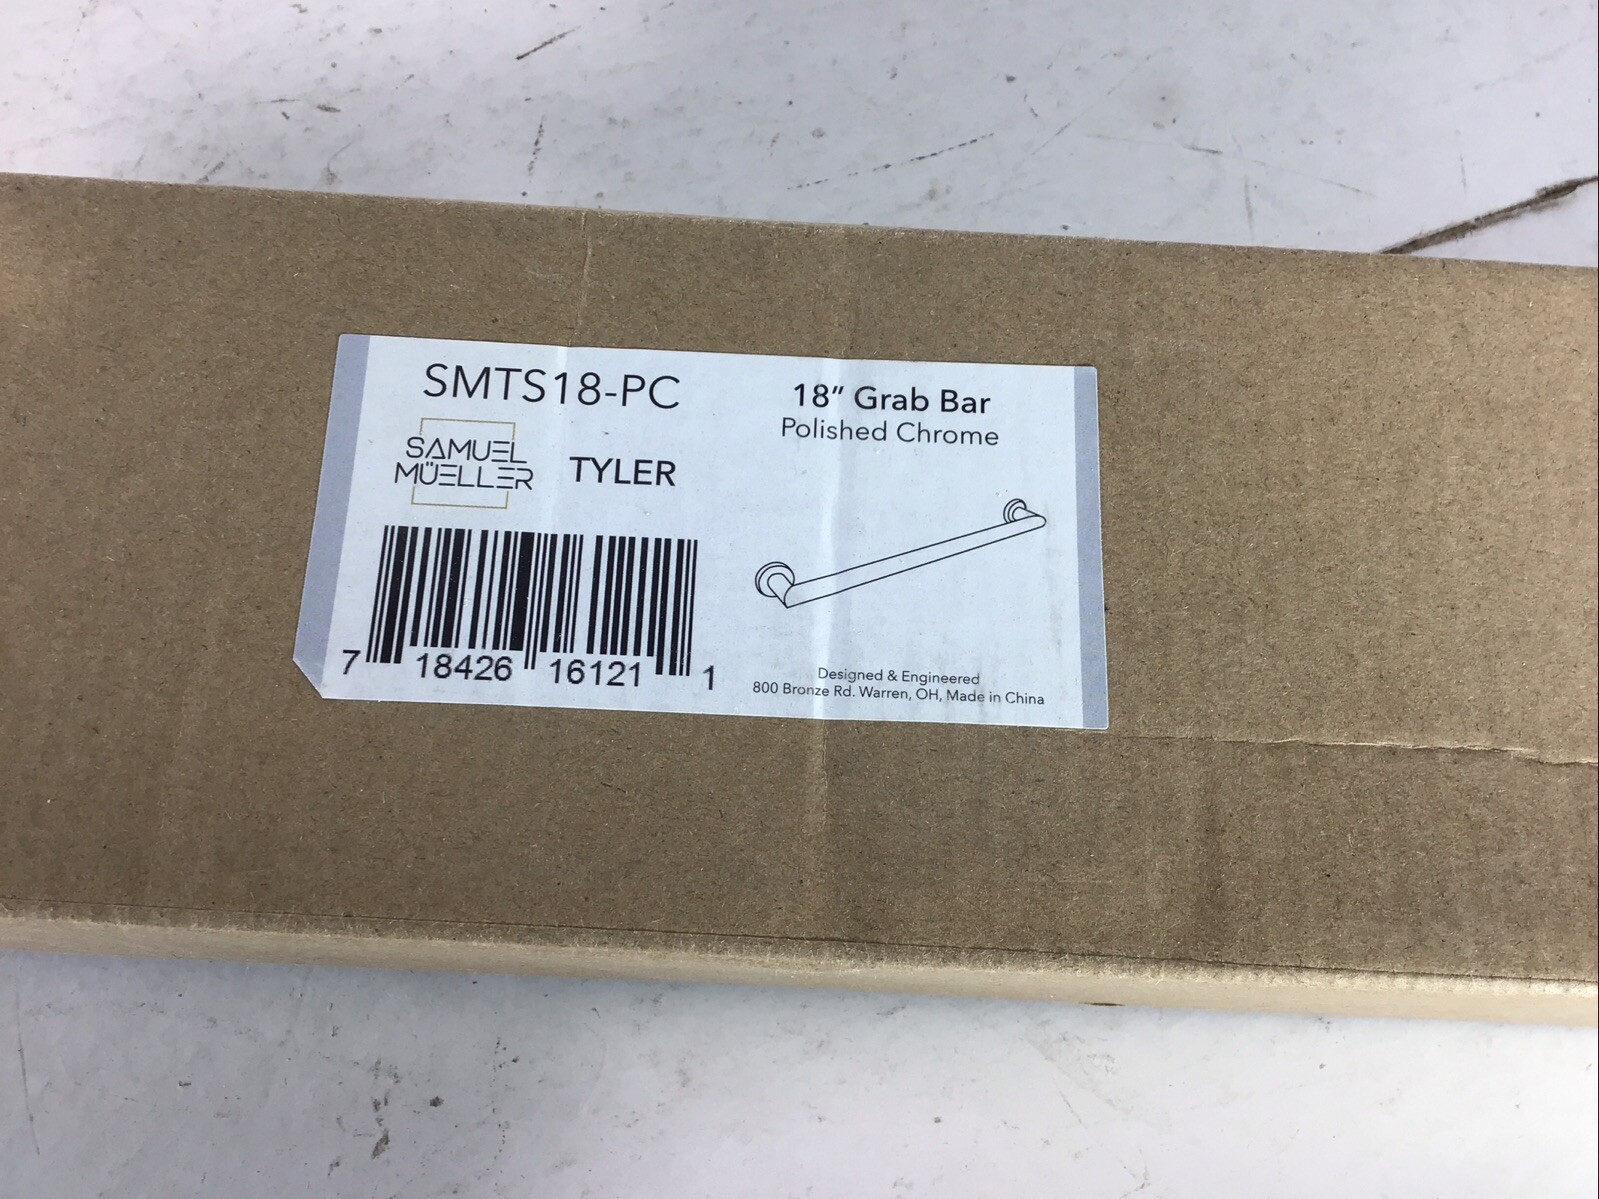 SMTS18-PC
SAMUEL
MÜELLER
TYLER
7 18426 16121 1
18" Grab Bar
Polished Chrome
Designed & Engineered
800 Bronze Rd. Warren, OH, Made in China